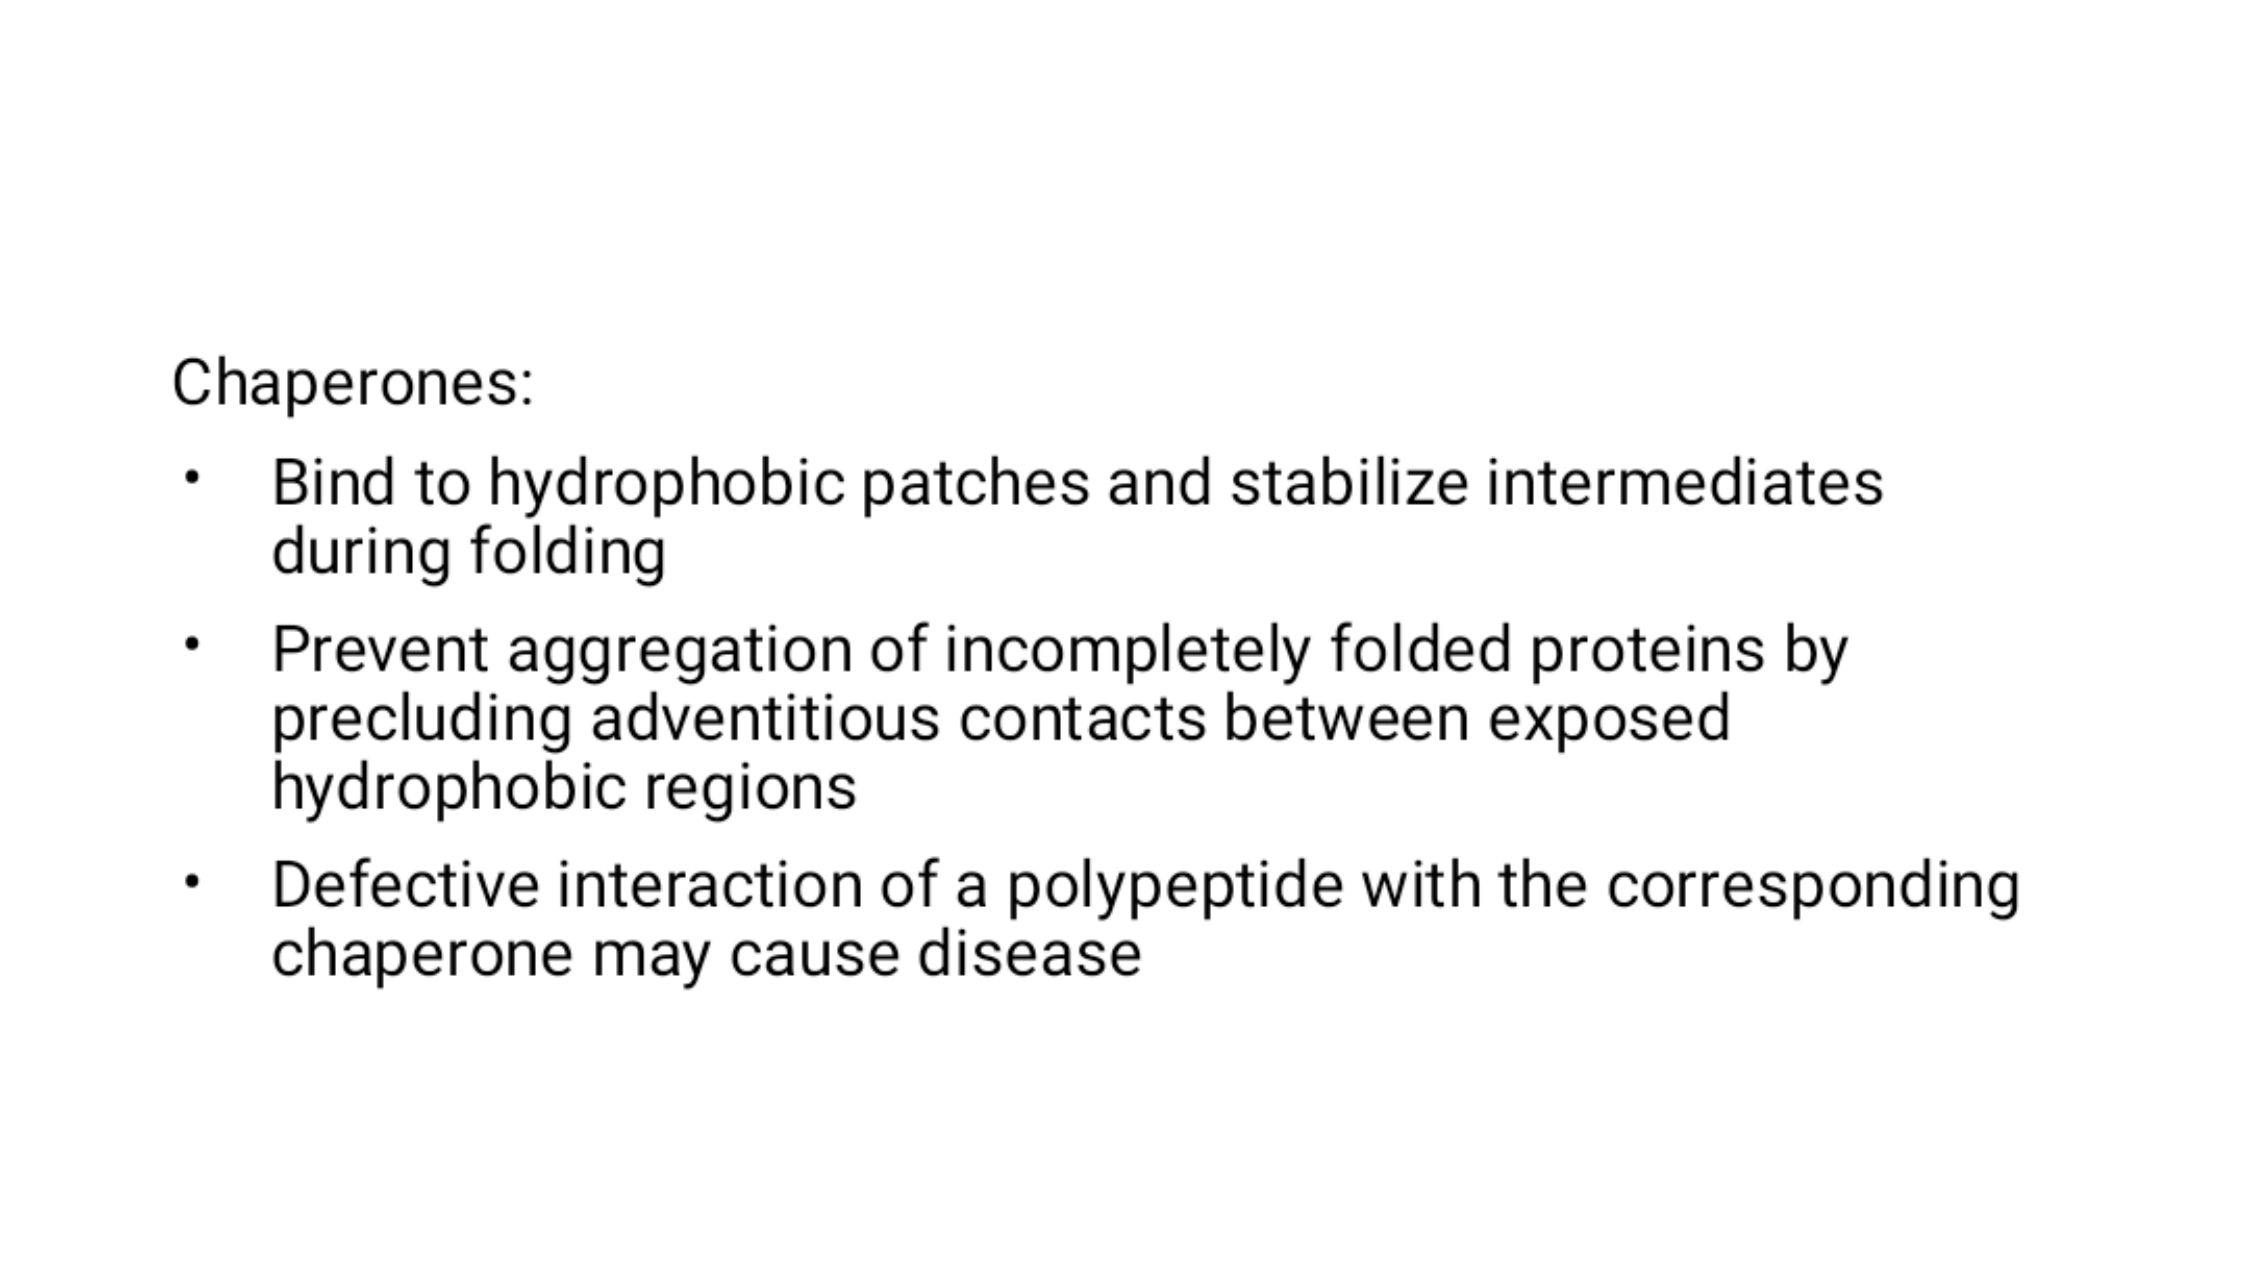 Chaperones:
• Bind to hydrophobic patches and stabilize intermediates
during folding
• Prevent aggregation of incompletely folded proteins by
precluding adventitious contacts between exposed
hydrophobic regions
• Defective interaction of a polypeptide with the corresponding
chaperone may cause disease